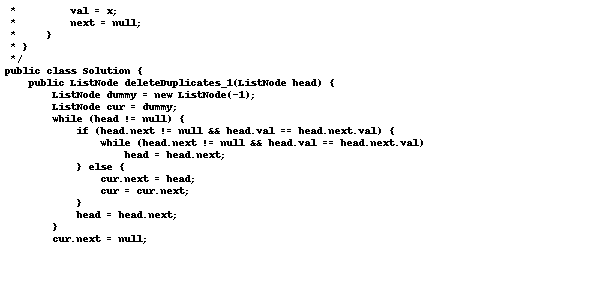 *         val = x;
 *         next = null;
 *     }
 * }
 */
public class Solution {
    public ListNode deleteDuplicates_1(ListNode head) {
        ListNode dummy = new ListNode(-1);
        ListNode cur = dummy;
        while (head != null) {
            if (head.next != null && head.val == head.next.val) {
                while (head.next != null && head.val == head.next.val)
                    head = head.next;
            } else {
                cur.next = head;
                cur = cur.next;
            }
            head = head.next;
        }
        cur.next = null;